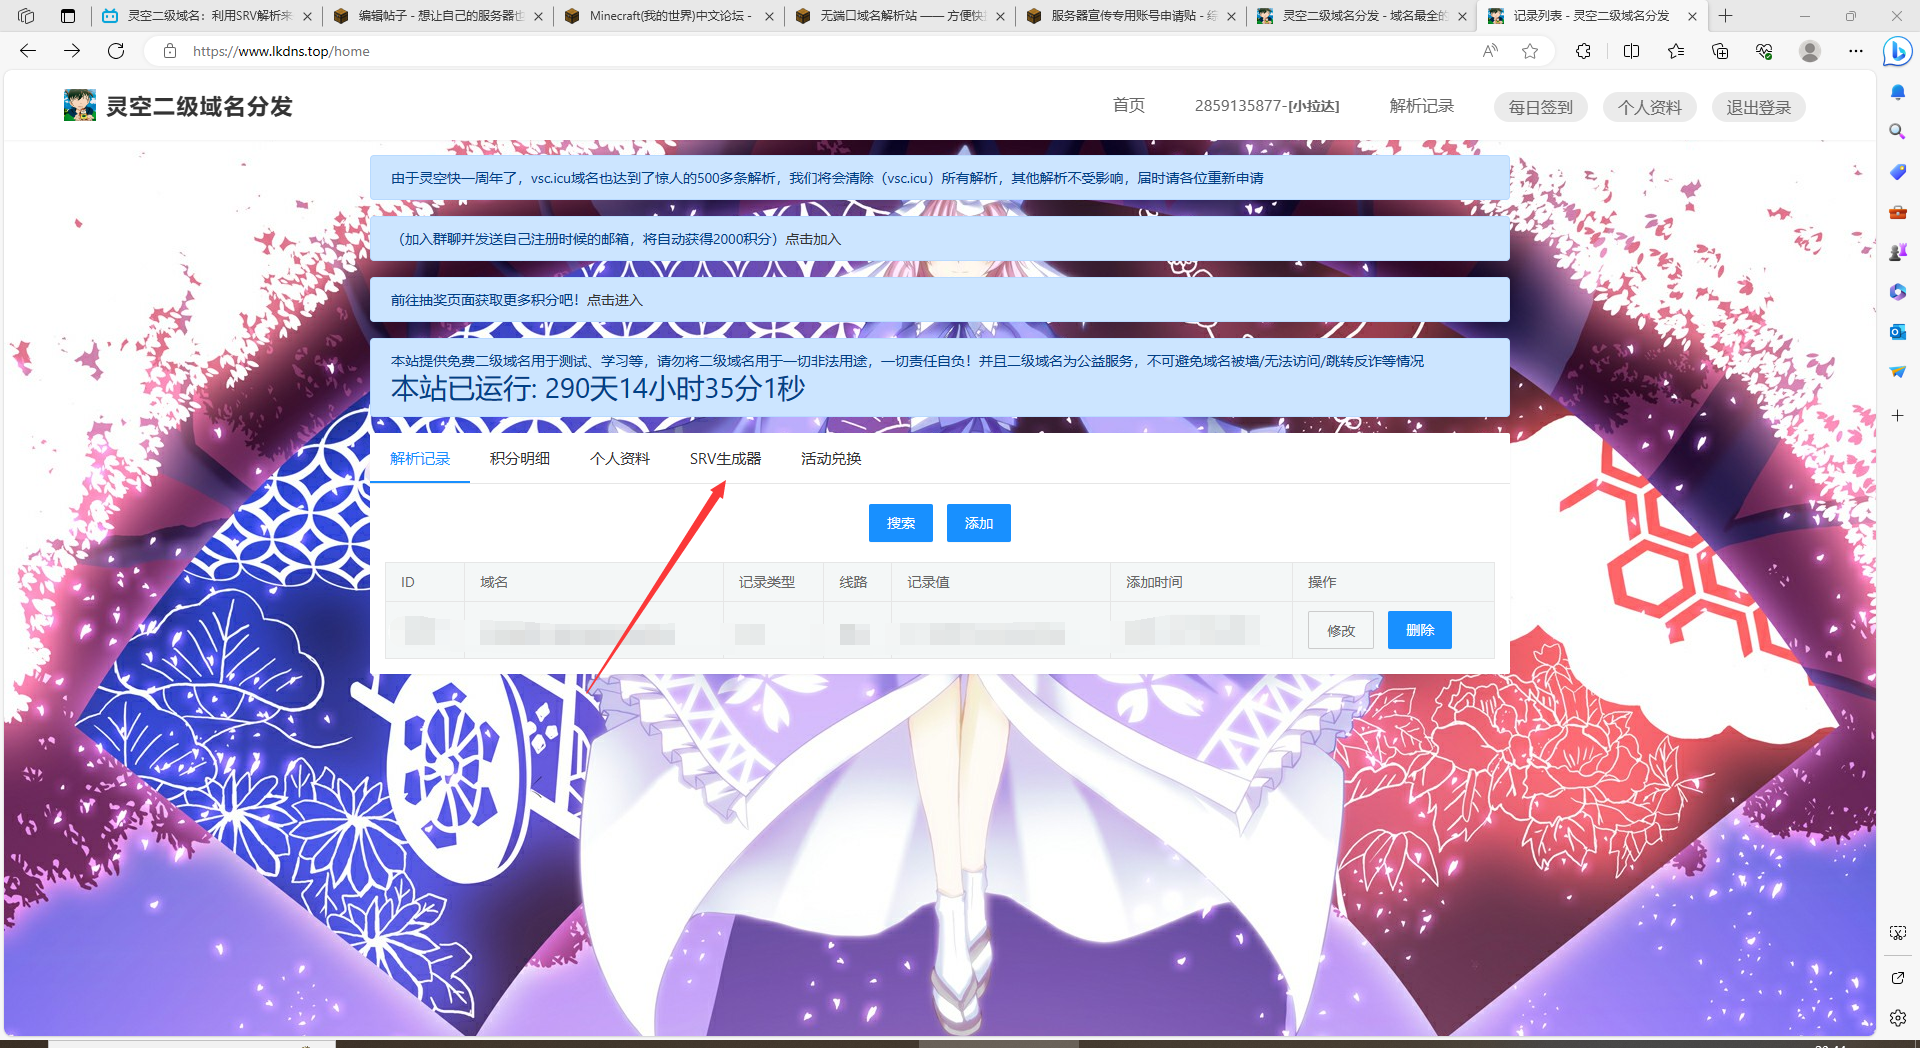 灵空二级域名：利用SRV解析来
编辑帖子 - 想让自己的服务器也
Minecraft(我的世界)中文论坛 -
无端口域名解析站 —— 方便快
服务器宣传专用账号申请贴 - 综
灵空二级域名分发 - 域名最全的
记录列表 - 灵空二级域名分发
https://www.lkdns.top/home
灵空二级域名分发
首页
2859135877-[小拉达]
解析记录
每日签到
个人资料
退出登录
由于灵空快一周年了，vsc.icu域名也达到了惊人的500多条解析，我们将会清除（vsc.icu）所有解析，其他解析不受影响，届时请各位重新申请
（加入群聊并发送自己注册时候的邮箱，将自动获得2000积分）点击加入
前往抽奖页面获取更多积分吧！点击进入
本站提供免费二级域名用于测试、学习等，请勿将二级域名用于一切非法用途，一切责任自负！并且二级域名为公益服务，不可避免域名被墙/无法访问/跳转反诈等情况
本站已运行: 290天14小时35分1秒
解析记录
积分明细
个人资料
SRV生成器
活动兑换
搜索
添加
ID
域名
记录类型
线路
记录值
添加时间
操作
修改
删除